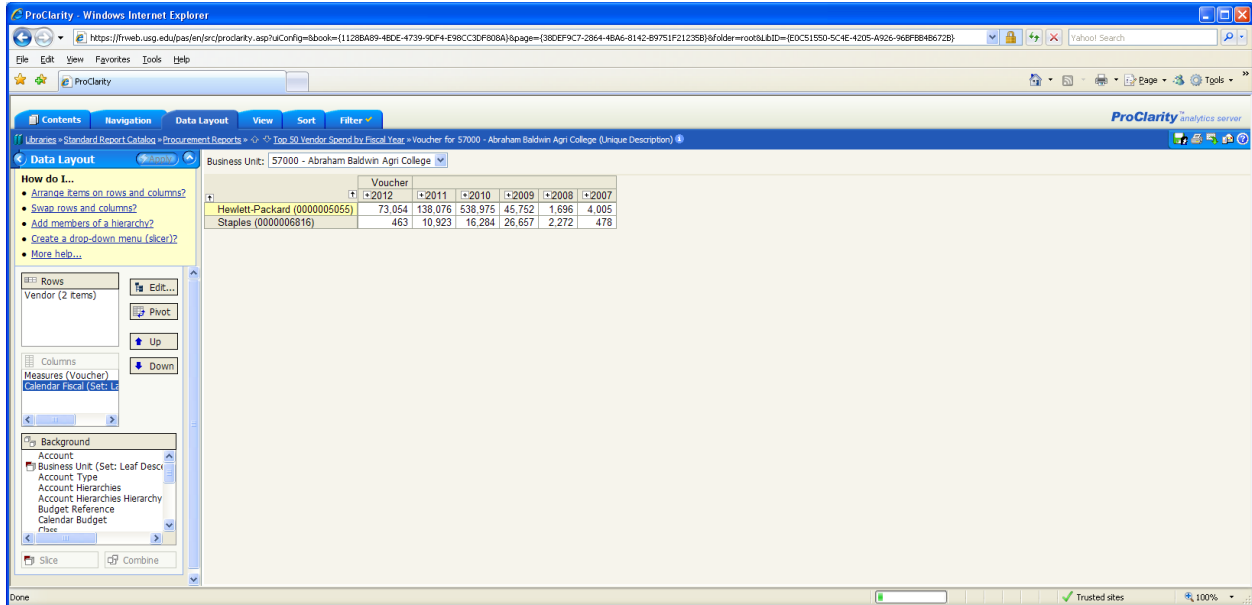 ProClarity - Windows Internet Explorer
https://frweb.usg.edu/pas/en/src/proclarity.asp?uiConfig=&book={1128BA89-4BDE-4739-9DF4-E98CC3DF808A}&page={38DEF9C7-2864-4BA6-8142-B9751F21235B}&folder=root&LibID={E0C51550-5C4E-4205-A926-96BFBB4B672B}
Yahoo! Search
File Edit View Favorites Tools Help
ProClarity
Page Tools
Contents Navigation Data Layout View Sort Filter
ProClarity™ analytics server
Libraries » Standard Report Catalog » Procurement Reports » Top 50 Vendor Spend by Fiscal Year » Voucher for 57000 - Abraham Baldwin Agri College (Unique Description)
Data Layout Apply
Business Unit: 57000 - Abraham Baldwin Agri College
How do I...
• Arrange items on rows and columns?
• Swap rows and columns?
• Add members of a hierarchy?
• Create a drop-down menu (slicer)?
• More help...
Voucher
2012 2011 2010 2009 2008 2007
Hewlett-Packard (0000005055) 73,054 138,076 538,975 45,752 1,696 4,005
Staples (0000006816) 463 10,923 16,284 26,657 2,272 478
Rows
Vendor (2 items)
Edit...
Pivot
Up
Down
Columns
Measures (Voucher)
Calendar Fiscal (Set: La
Background
Account
Business Unit (Set: Leaf Desce
Account Type
Account Hierarchies
Account Hierarchies Hierarchy
Budget Reference
Calendar Budget
Class
Slice Combine
Done
Trusted sites
100%